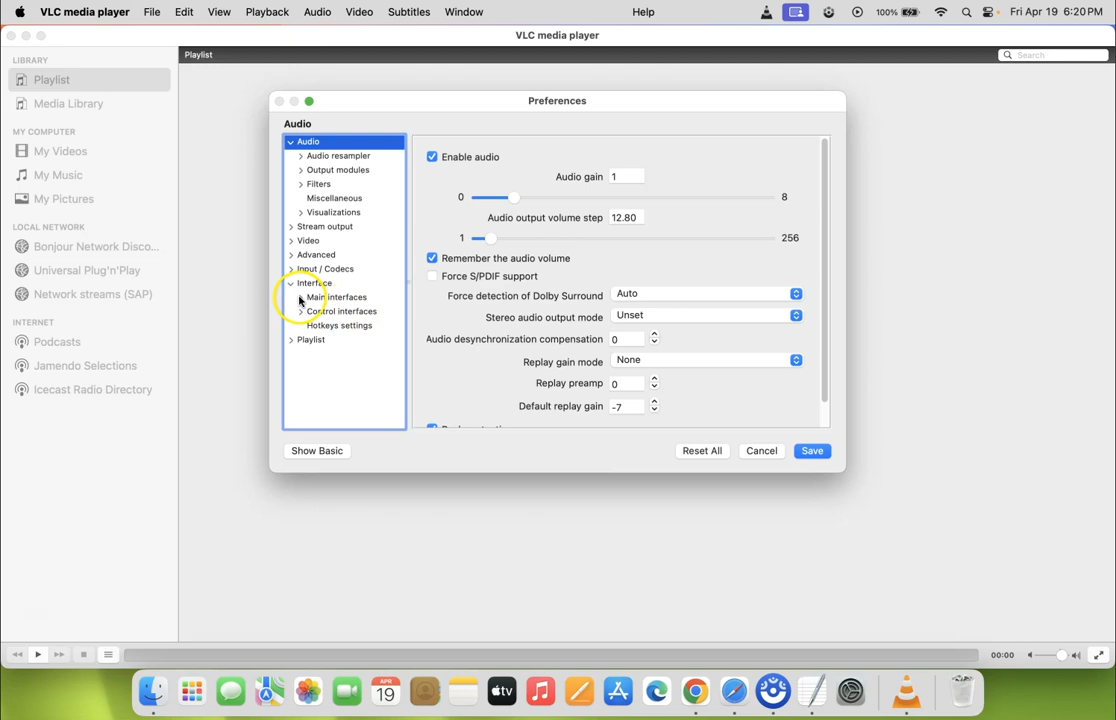 VLC media player File Edit View Playback Audio Video Subtitles Window Help 100% Fri Apr 19 6:20 PM
VLC media player
LIBRARY
Playlist
Media Library
MY COMPUTER
My Videos
My Music
My Pictures
LOCAL NETWORK
Bonjour Network Disco...
Universal Plug'n'Play
Network streams (SAP)
INTERNET
Podcasts
Jamendo Selections
Icecast Radio Directory
Playlist
Search
Preferences
Audio
Audio
Audio resampler
Output modules
Filters
Miscellaneous
Visualizations
Stream output
Video
Advanced
Input / Codecs
Interface
Main interfaces
Control interfaces
Hotkeys settings
Playlist
Enable audio
Audio gain 1
0 8
Audio output volume step 12.80
1 256
Remember the audio volume
Force S/PDIF support
Force detection of Dolby Surround Auto
Stereo audio output mode Unset
Audio desynchronization compensation 0
Replay gain mode None
Replay preamp 0
Default replay gain -7
Show Basic Reset All Cancel Save
00:00
APR
19
tv